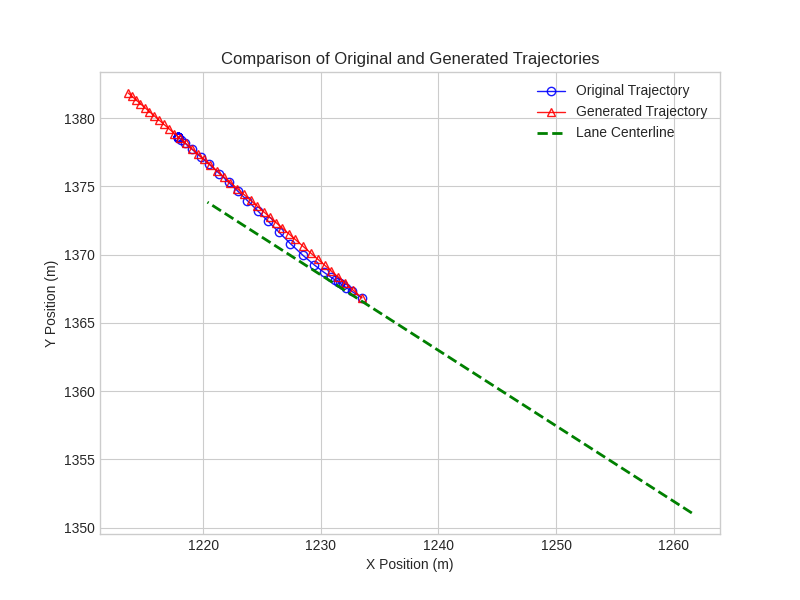 Comparison of Original and Generated Trajectories
Original Trajectory
Generated Trajectory
Lane Centerline
Y Position (m)
1380
1375
1370
1365
1360
1355
1350
1220 1230 1240 1250 1260
X Position (m)